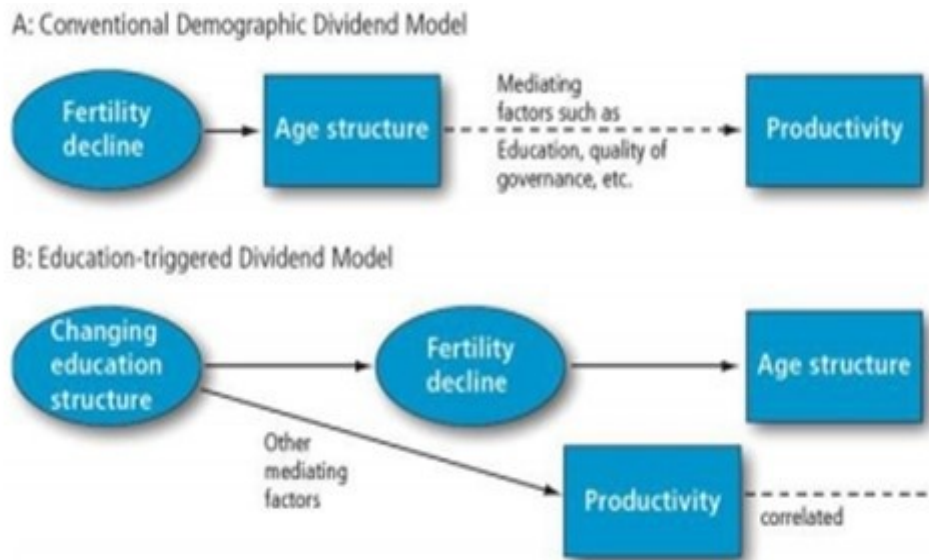 A: Conventional Demographic Dividend Model
Fertility
decline
Age structure
Mediating
factors such as
Education, quality of
governance, etc.
Productivity
B: Education-triggered Dividend Model
Changing
education
structure
Fertility
decline
Age structure
Other
mediating
factors
Productivity
correlated